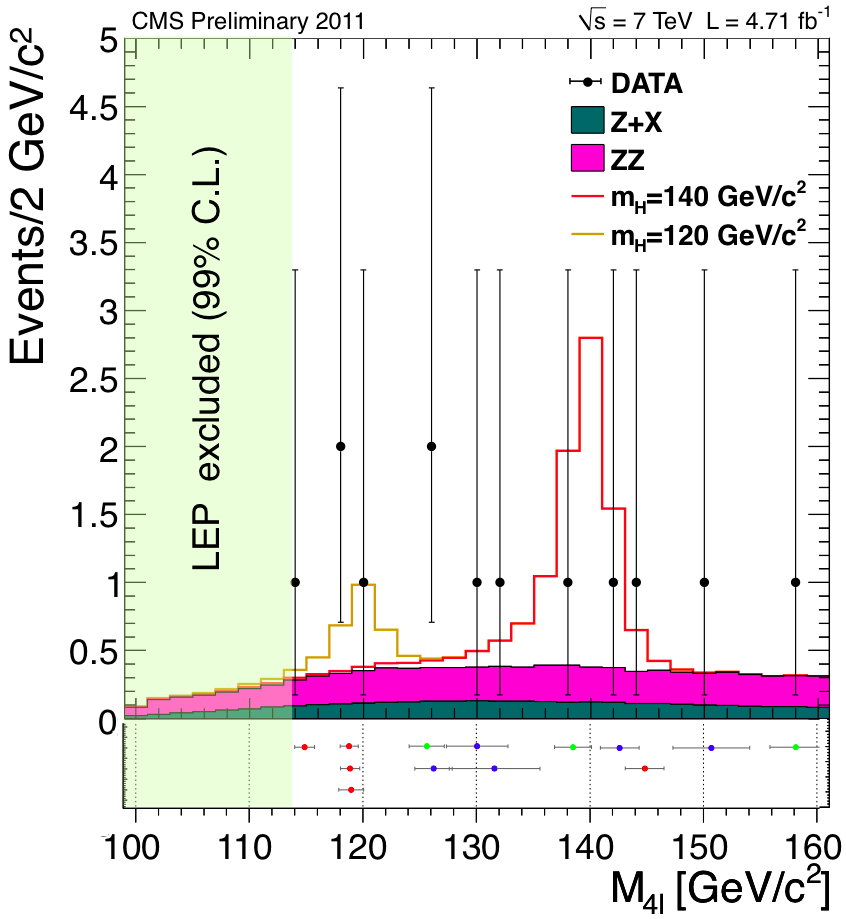 CMS Preliminary 2011
√s = 7 TeV L = 4.71 fb⁻¹
Events/2 GeV/c²
5
4.5
4
3.5
3
2.5
2
1.5
1
0.5
0
LEP excluded (99% C.L.)
DATA
Z+X
ZZ
m_H=140 GeV/c²
m_H=120 GeV/c²
100 110 120 130 140 150 160
M_4l [GeV/c²]